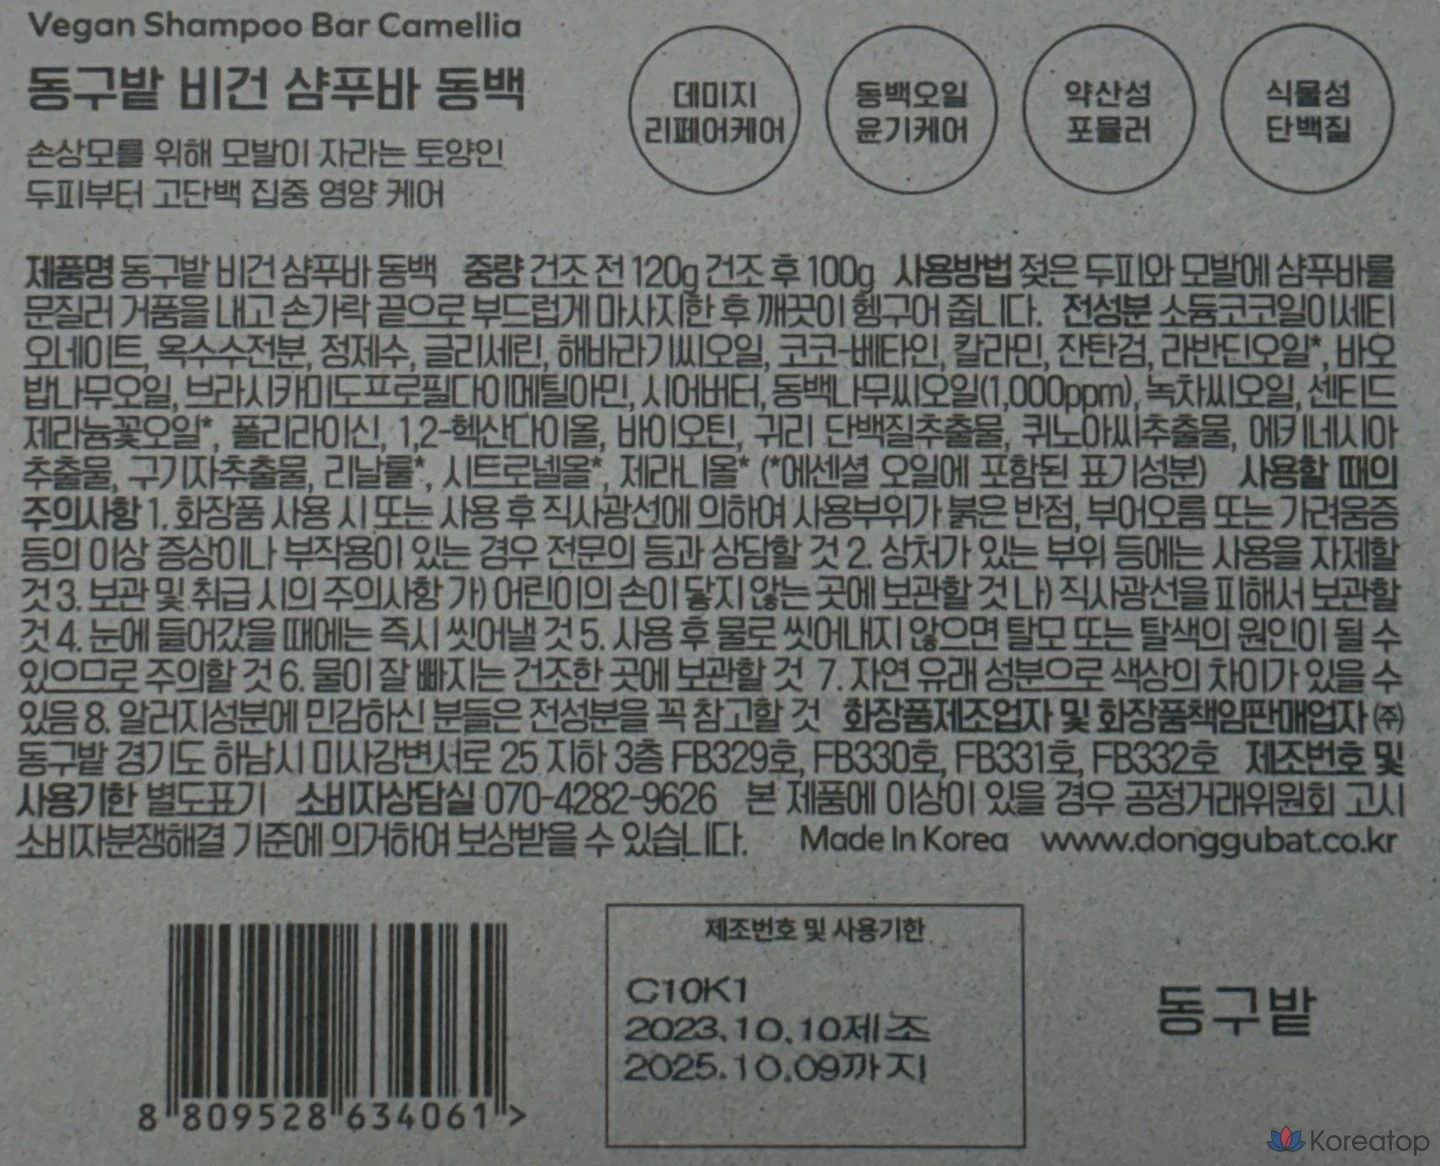 Vegan Shampoo Bar Camellia
동구밭 비건 샴푸바 동백
손상모를 위해 모발이 자라는 토양인
두피부터 고단백 집중 영양 케어
데미지
리페어케어
동백오일
윤기케어
약산성
포뮬러
식물성
단백질
제품명 동구밭 비건 샴푸바 동백 중량 건조 전 120g 건조 후 100g 사용방법 젖은 두피와 모발에 샴푸바를
문질러 거품을 내고 손가락 끝으로 부드럽게 마사지한 후 깨끗이 헹구어 줍니다. 전성분 소듐코코일이세티
오네이트, 옥수수전분, 정제수, 글리세린, 해바라기씨오일, 코코-베타인, 칼라민, 잔탄검, 라반딘오일*, 바오
밥나무오일, 브라시카미도프로필다이메틸아민, 시어버터, 동백나무씨오일(1,000ppm), 녹차씨오일, 센티드
제라늄꽃오일*, 폴리라이신, 1,2-헥산다이올, 바이오틴, 귀리 단백질추출물, 퀴노아씨추출물, 에키네시아
추출물, 구기자추출물, 리날룰*, 시트로넬올*, 제라니올* (*에센셜 오일에 포함된 표기성분) 사용할 때의
주의사항 1. 화장품 사용 시 또는 사용 후 직사광선에 의하여 사용부위가 붉은 반점, 부어오름 또는 가려움증
등의 이상 증상이나 부작용이 있는 경우 전문의 등과 상담할 것 2. 상처가 있는 부위 등에는 사용을 자제할
것 3. 보관 및 취급 시의 주의사항 가) 어린이의 손이 닿지 않는 곳에 보관할 것 나) 직사광선을 피해서 보관할
것 4. 눈에 들어갔을 때에는 즉시 씻어낼 것 5. 사용 후 물로 씻어내지 않으면 탈모 또는 탈색의 원인이 될 수
있으므로 주의할 것 6. 물이 잘 빠지는 건조한 곳에 보관할 것 7. 자연 유래 성분으로 색상의 차이가 있을 수
있음 8. 알러지성분에 민감하신 분들은 전성분을 꼭 참고할 것 화장품제조업자 및 화장품책임판매업자 ㈜
동구밭 경기도 하남시 미사강변서로 25 지하 3층 FB329호, FB330호, FB331호, FB332호 제조번호 및
사용기한 별도표기 소비자상담실 070-4282-9626 본 제품에 이상이 있을 경우 공정거래위원회 고시
소비자분쟁해결 기준에 의거하여 보상받을 수 있습니다. Made In Korea www.donggubat.co.kr
8 809528 634061 >
제조번호 및 사용기한
C10K1
2023.10.10제조
2025.10.09까지
동구밭
Koreatop